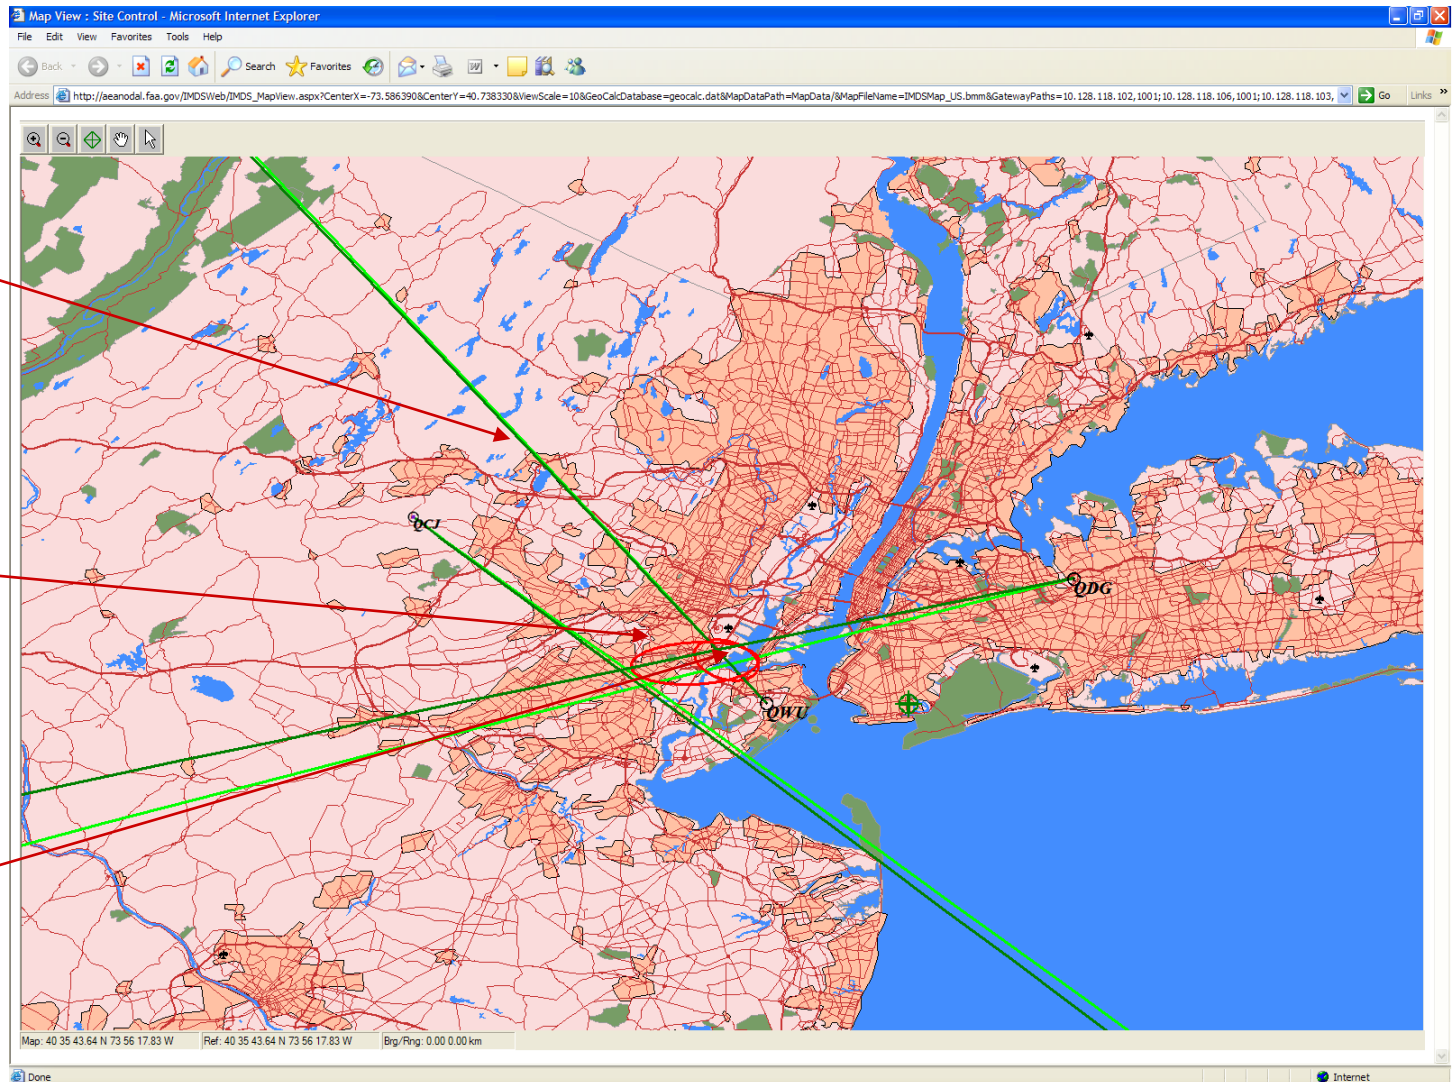 Map View : Site Control - Microsoft Internet Explorer
File Edit View Favorites Tools Help
Back Search Favorites
Address http://aeanodal.faa.gov/IMDSWeb/IMDS_MapView.aspx?CenterX=-73.586390&CenterY=40.738330&ViewScale=10&GeoCalcDatabase=geocalc.dat&MapDataPath=MapData/&MapFileName=IMDSMap_US.bmm&GatewayPaths=10.128.118.102,1001;10.128.118.106,1001;10.128.118.103, Go Links »
QCJ
QDG
QWU
Map: 40 35 43.64 N 73 56 17.83 W Ref: 40 35 43.64 N 73 56 17.83 W Brg/Rng: 0.00 0.00 km
Done Internet